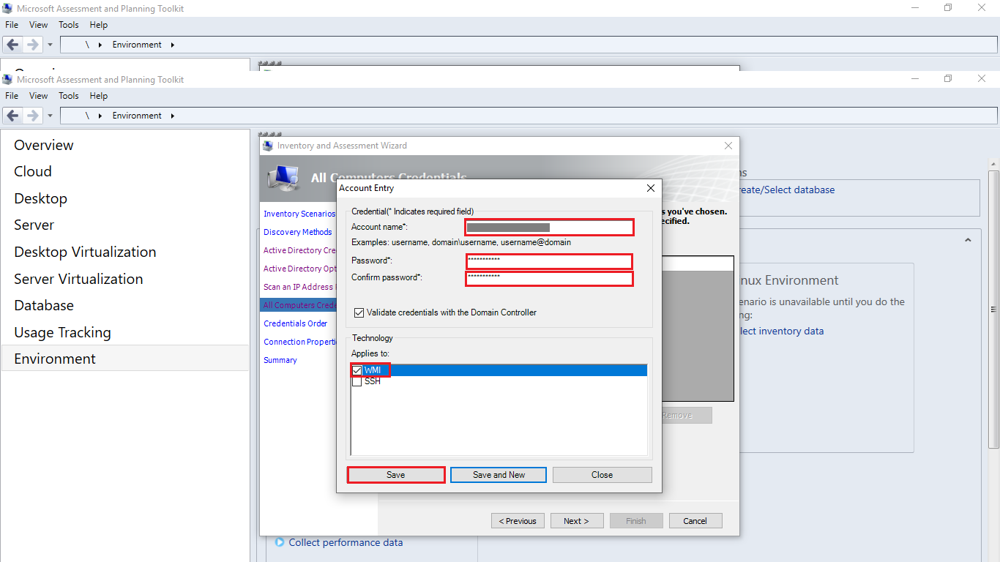 Microsoft Assessment and Planning Toolkit
File View Tools Help
\ Environment
Microsoft Assessment and Planning Toolkit
File View Tools Help
\ Environment
Overview
Cloud
Desktop
Server
Desktop Virtualization
Server Virtualization
Database
Usage Tracking
Environment
Inventory and Assessment Wizard
All Computers Credentials
Inventory Scenarios
Discovery Methods
Active Directory Cre
Active Directory Opt
Scan an IP Address
All Computers Crede
Credentials Order
Connection Properti
Summary
s you've chosen.
ecified.
Account Entry
Credential(* Indicates required field)
Account name*:
Examples: username, domain\username, username@domain
Password*: ***********
Confirm password*: ***********
Validate credentials with the Domain Controller
Technology
Applies to:
WMI
SSH
Save Save and New Close
Remove
< Previous Next > Finish Cancel
ns
reate/Select database
nux Environment
enario is unavailable until you do the
ng:
llect inventory data
Collect performance data